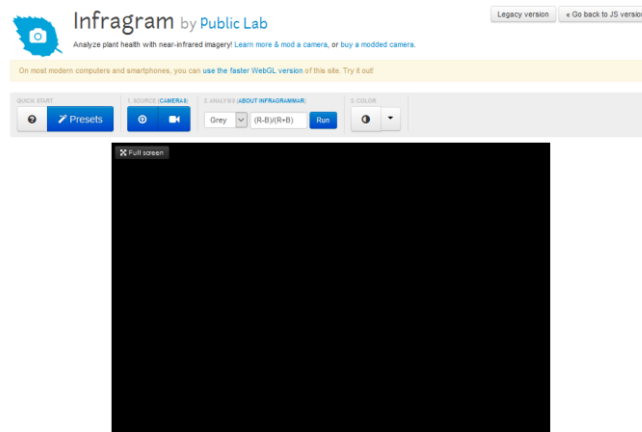 Infragram by Public Lab
Legacy version
« Go back to JS version
Analyze plant health with near-infrared imagery! Learn more & mod a camera, or buy a modded camera.
On most modern computers and smartphones, you can use the faster WebGL version of this site. Try it out!
QUICK START
1. SOURCE (CAMERAS)
2. ANALYSIS (ABOUT INFRAGRAMMAR)
3. COLOR
Presets
Grey
(R-B)/(R+B)
Run
Full screen